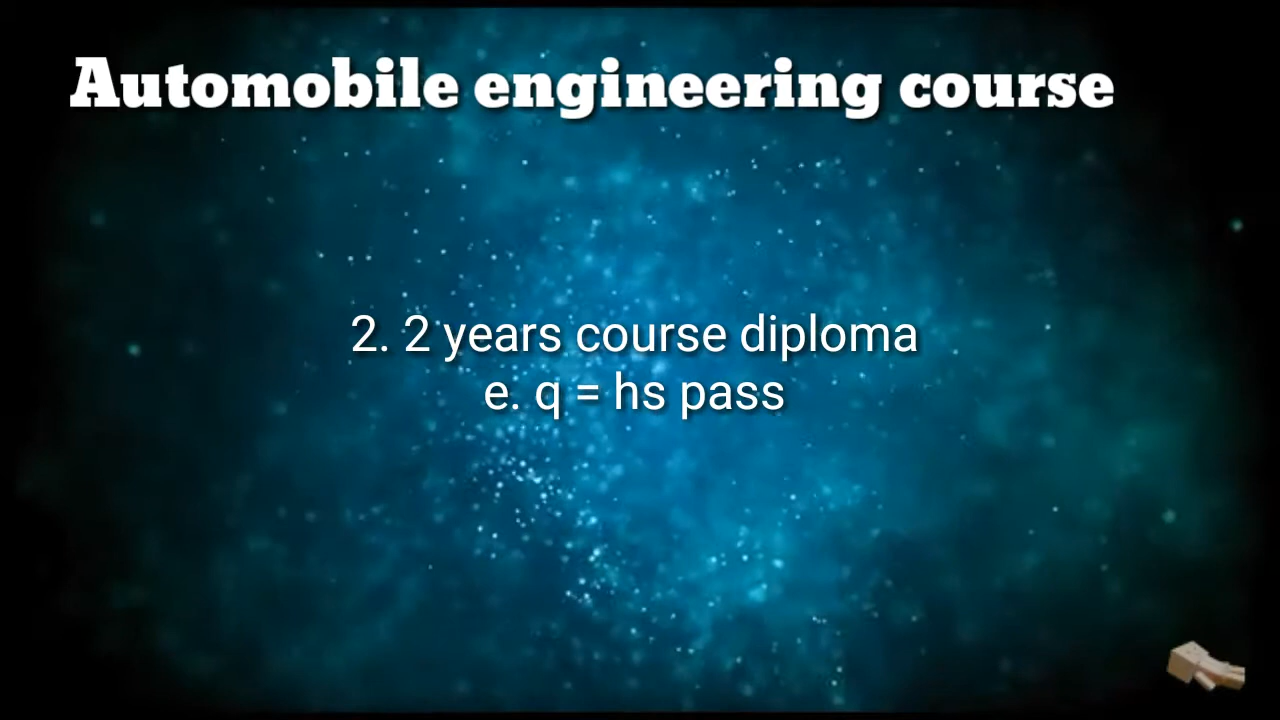 Automobile engineering course
2. 2 years course diploma
e. q = hs pass